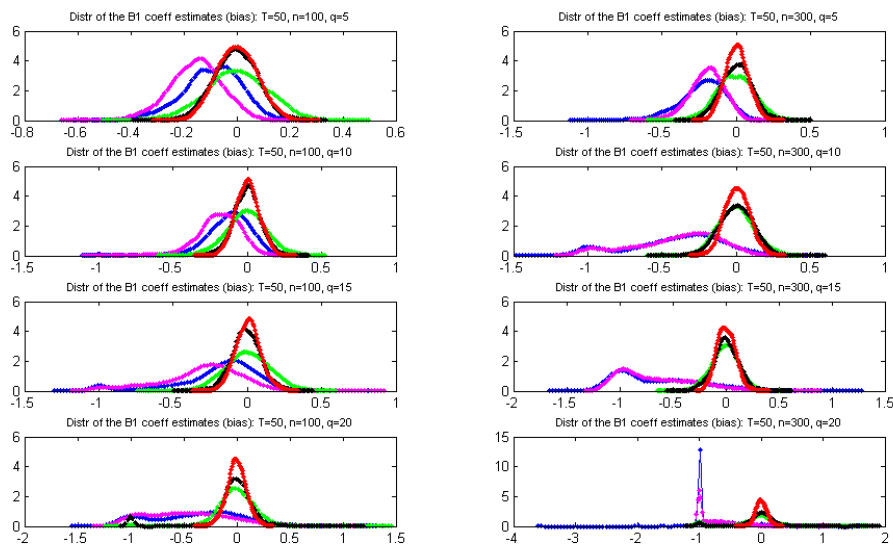 Distr of the B1 coeff estimates (bias): T=50, n=100, q=5
6
4
2
0
-0.8 -0.6 -0.4 -0.2 0 0.2 0.4 0.6
Distr of the B1 coeff estimates (bias): T=50, n=300, q=5
6
4
2
0
-1.5 -1 -0.5 0 0.5 1
Distr of the B1 coeff estimates (bias): T=50, n=100, q=10
6
4
2
0
-1.5 -1 -0.5 0 0.5 1
Distr of the B1 coeff estimates (bias): T=50, n=300, q=10
6
4
2
0
-1.5 -1 -0.5 0 0.5 1
Distr of the B1 coeff estimates (bias): T=50, n=100, q=15
6
4
2
0
-1.5 -1 -0.5 0 0.5 1
Distr of the B1 coeff estimates (bias): T=50, n=300, q=15
6
4
2
0
-2 -1.5 -1 -0.5 0 0.5 1 1.5
Distr of the B1 coeff estimates (bias): T=50, n=100, q=20
6
4
2
0
-2 -1.5 -1 -0.5 0 0.5 1 1.5
Distr of the B1 coeff estimates (bias): T=50, n=300, q=20
15
10
5
0
-4 -3 -2 -1 0 1 2